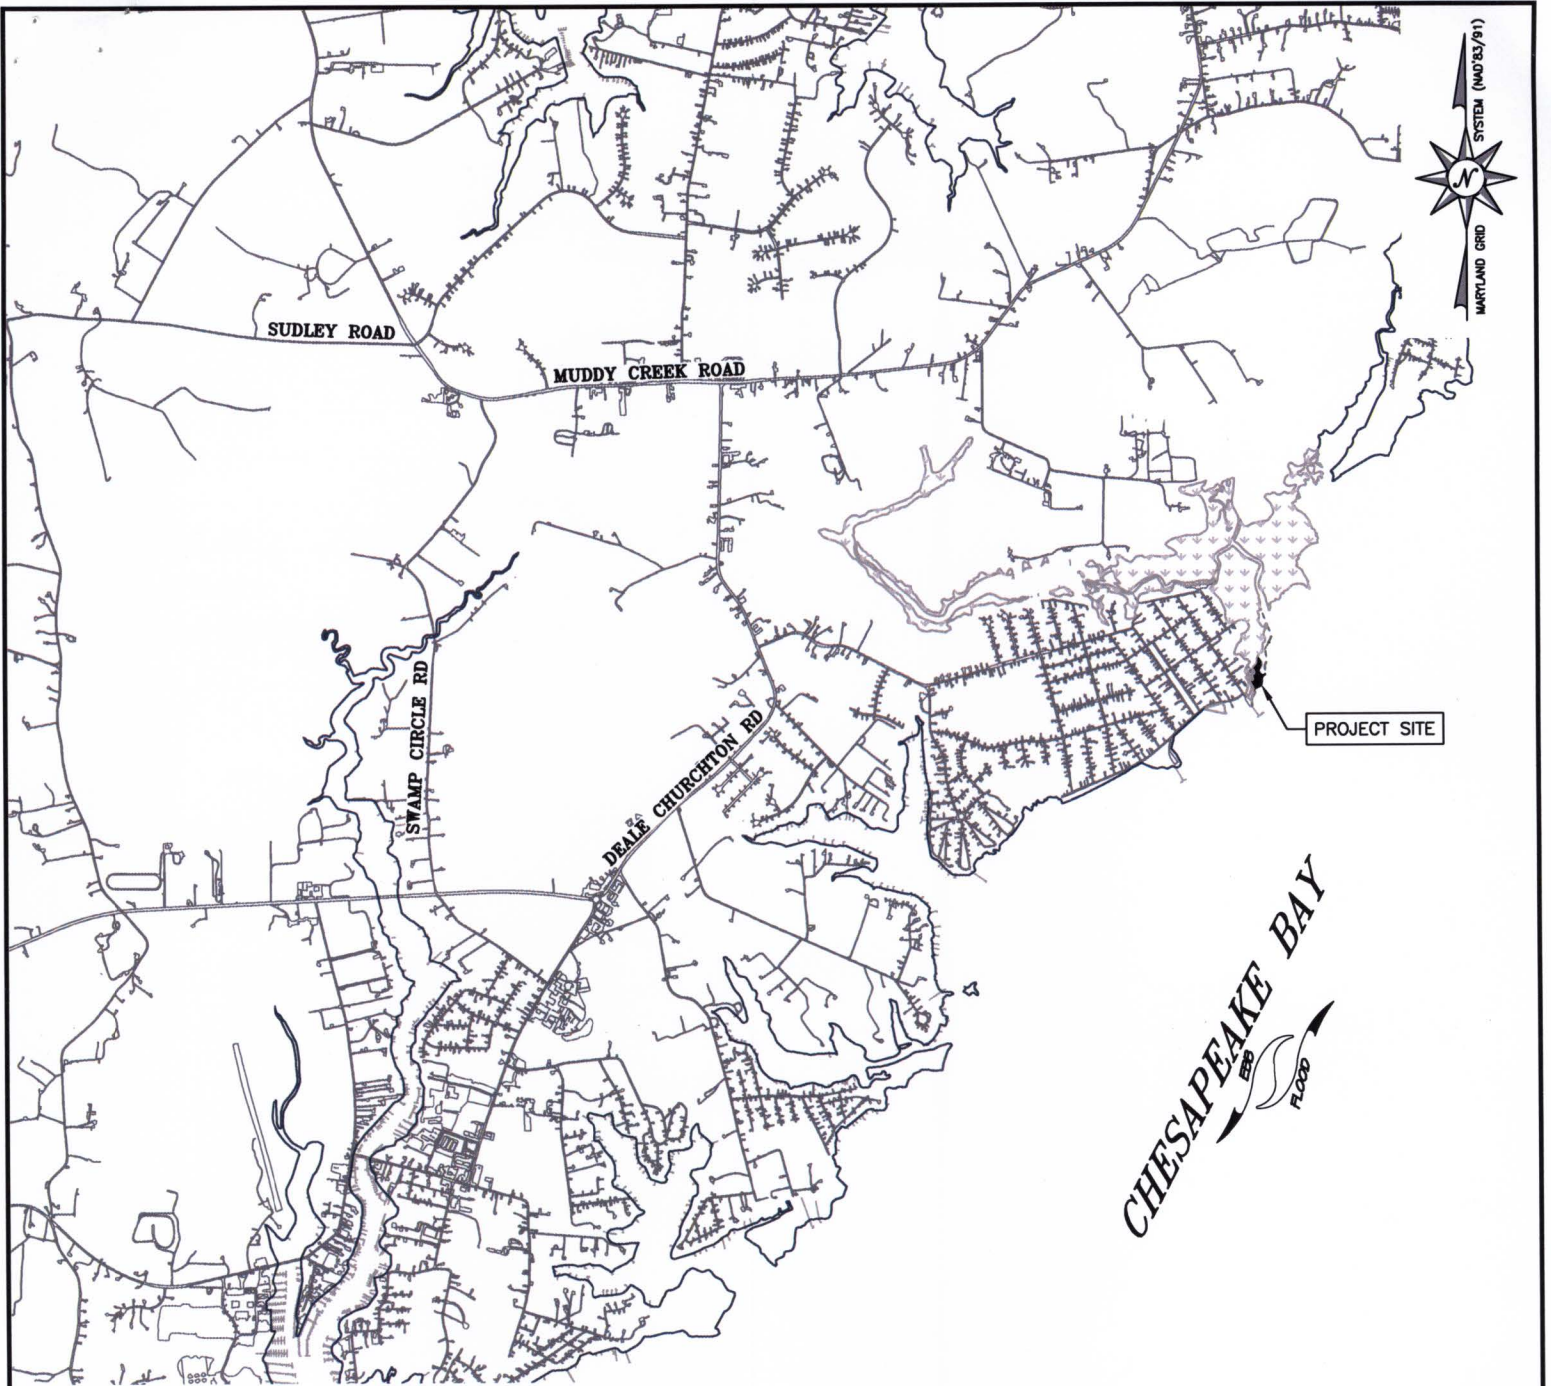 SYSTEM (NAD'83/91)
N
MARYLAND GRID
SUDLEY ROAD
MUDDY CREEK ROAD
SWAMP CIRCLE RD
DEALE CHURCHTON RD
PROJECT SITE
CHESAPEAKE BAY
EBB
FLOOD